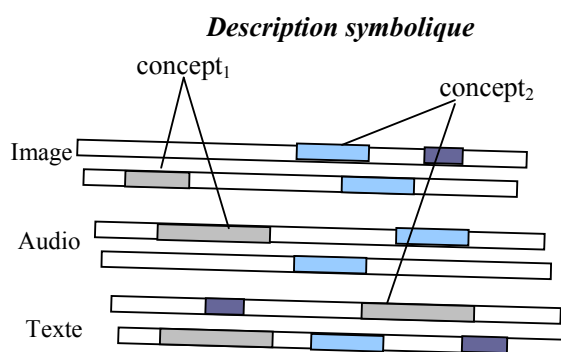 Description symbolique
concept₁
concept₂
Image
Audio
Texte